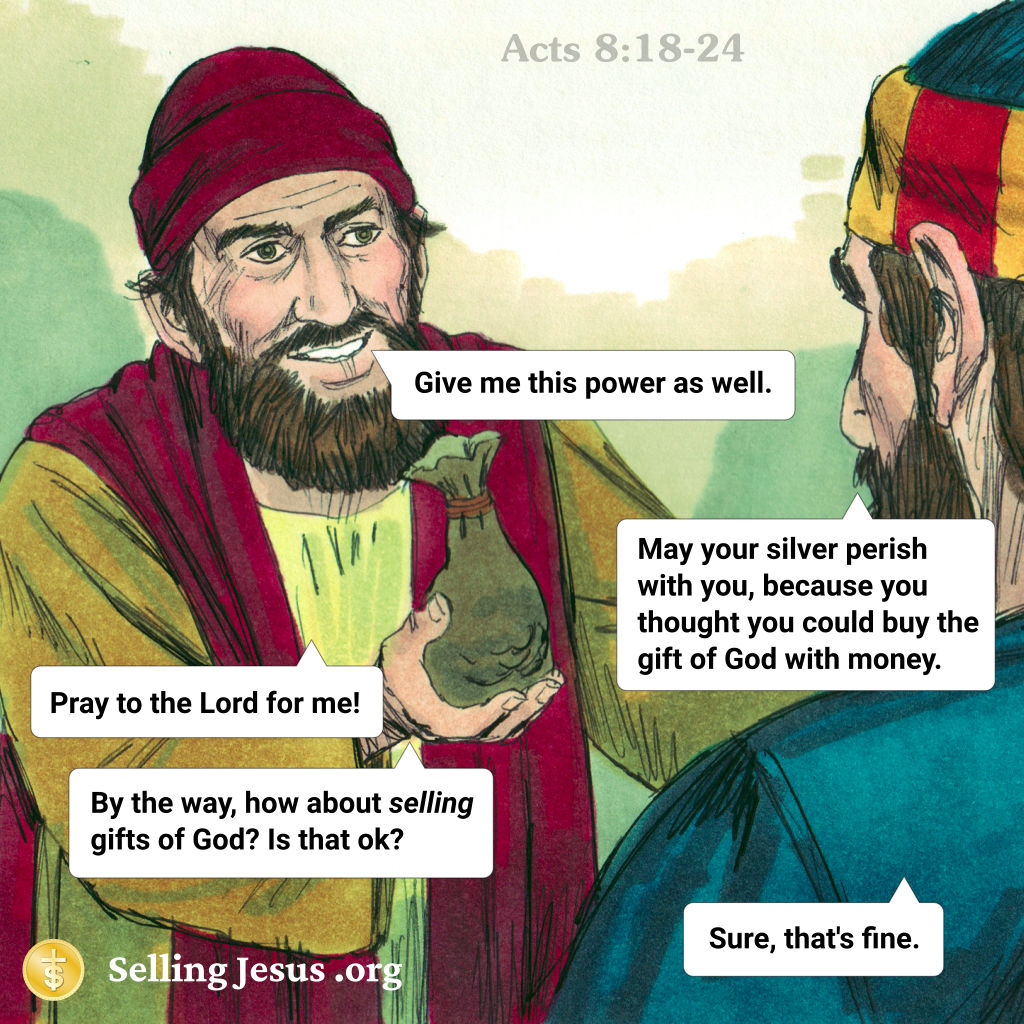 Acts 8:18-24
Give me this power as well.
May your silver perish
with you, because you
thought you could buy the
gift of God with money.
Pray to the Lord for me!
By the way, how about selling
gifts of God? Is that ok?
Sure, that's fine.
Selling Jesus .org